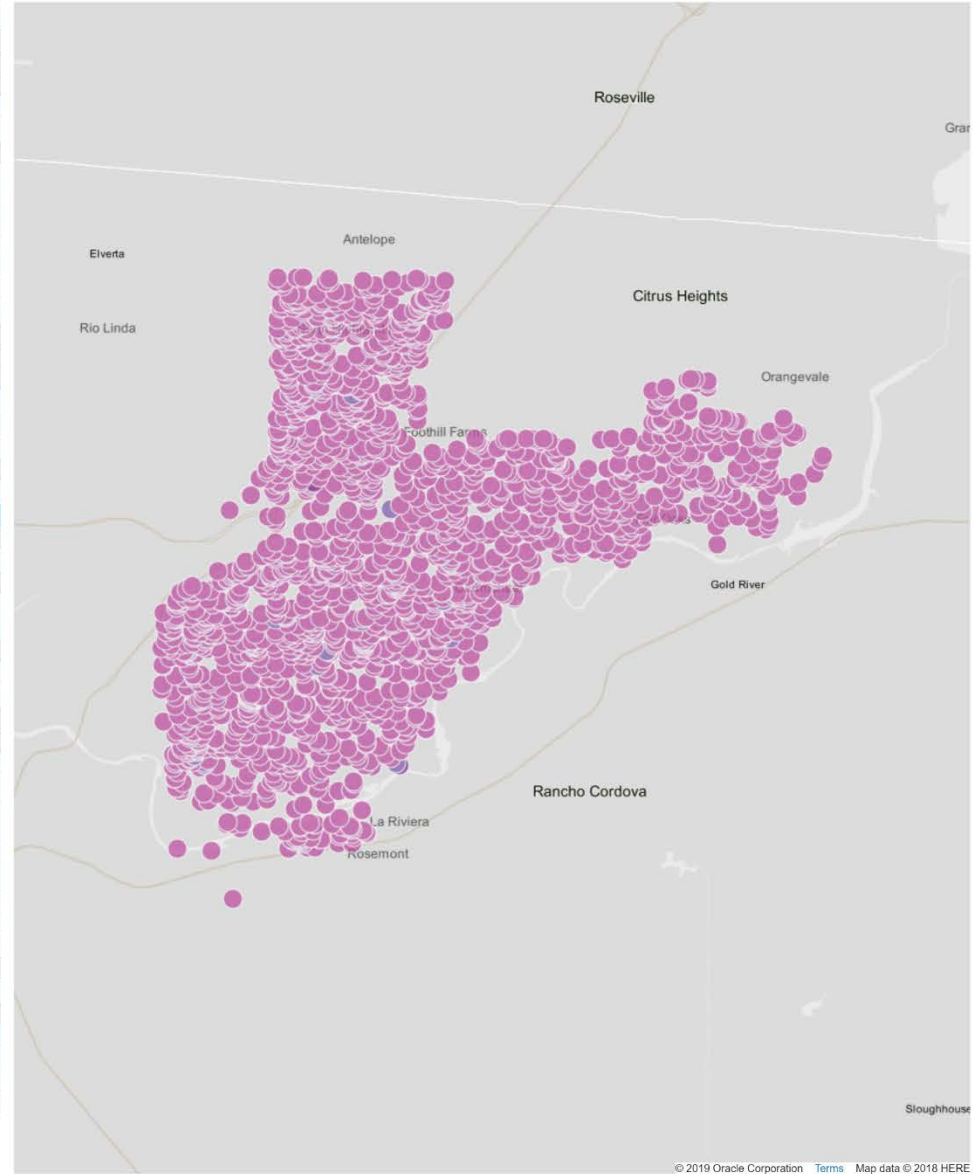 Roseville
Gran
Antelope
Elverta
Citrus Heights
Rio Linda
Orangevale
Foothill Farms
Gold River
Rancho Cordova
La Riviera
Rosemont
Sloughhouse
© 2019 Oracle Corporation Terms Map data © 2018 HERE